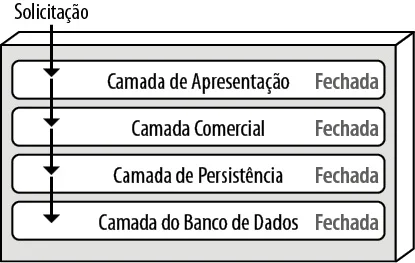 Solicitação
Camada de Apresentação Fechada
Camada Comercial Fechada
Camada de Persistência Fechada
Camada do Banco de Dados Fechada